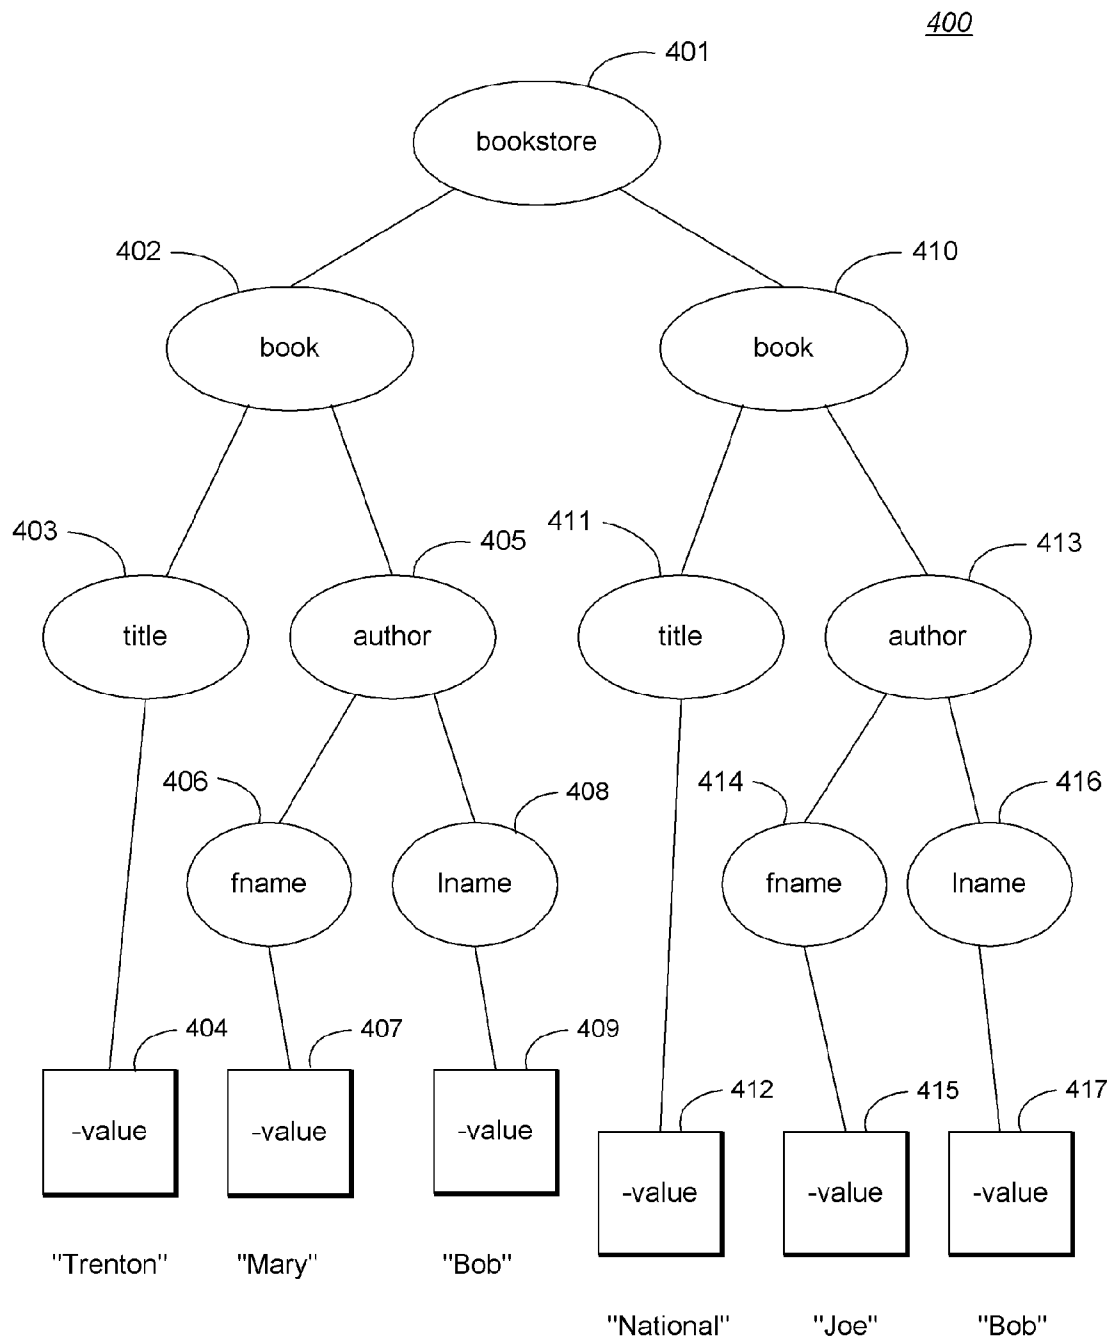 400
401
bookstore
402
410
book
book
403
405
411
413
title
author
title
author
406
408
414
416
fname
lname
fname
lname
404
407
409
412
415
417
-value
-value
-value
-value
-value
-value
"Trenton"
"Mary"
"Bob"
"National"
"Joe"
"Bob"